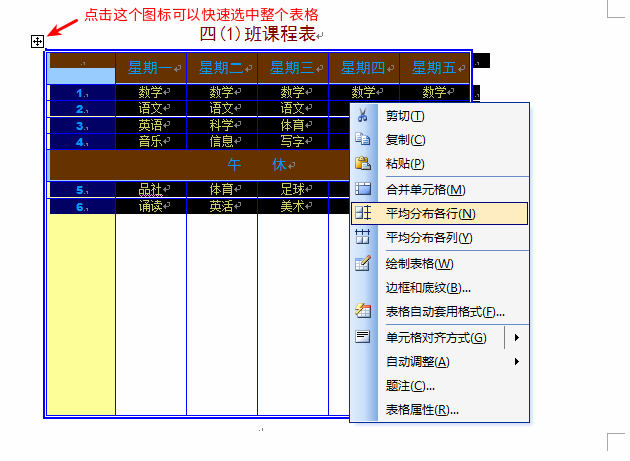 点击这个图标可以快速选中整个表格
四(1)班课程表
星期一 星期二 星期三 星期四 星期五
1. 数学 数学 数学 数学 数学
2. 语文 语文 语文
3. 英语 科学 体育
4. 音乐 信息 写字
午 休
5. 品社 体育 足球
6. 诵读 英活 美术
剪切(T)
复制(C)
粘贴(P)
合并单元格(M)
平均分布各行(N)
平均分布各列(Y)
绘制表格(W)
边框和底纹(B)...
表格自动套用格式(F)...
单元格对齐方式(G)
自动调整(A)
题注(C)...
表格属性(R)...